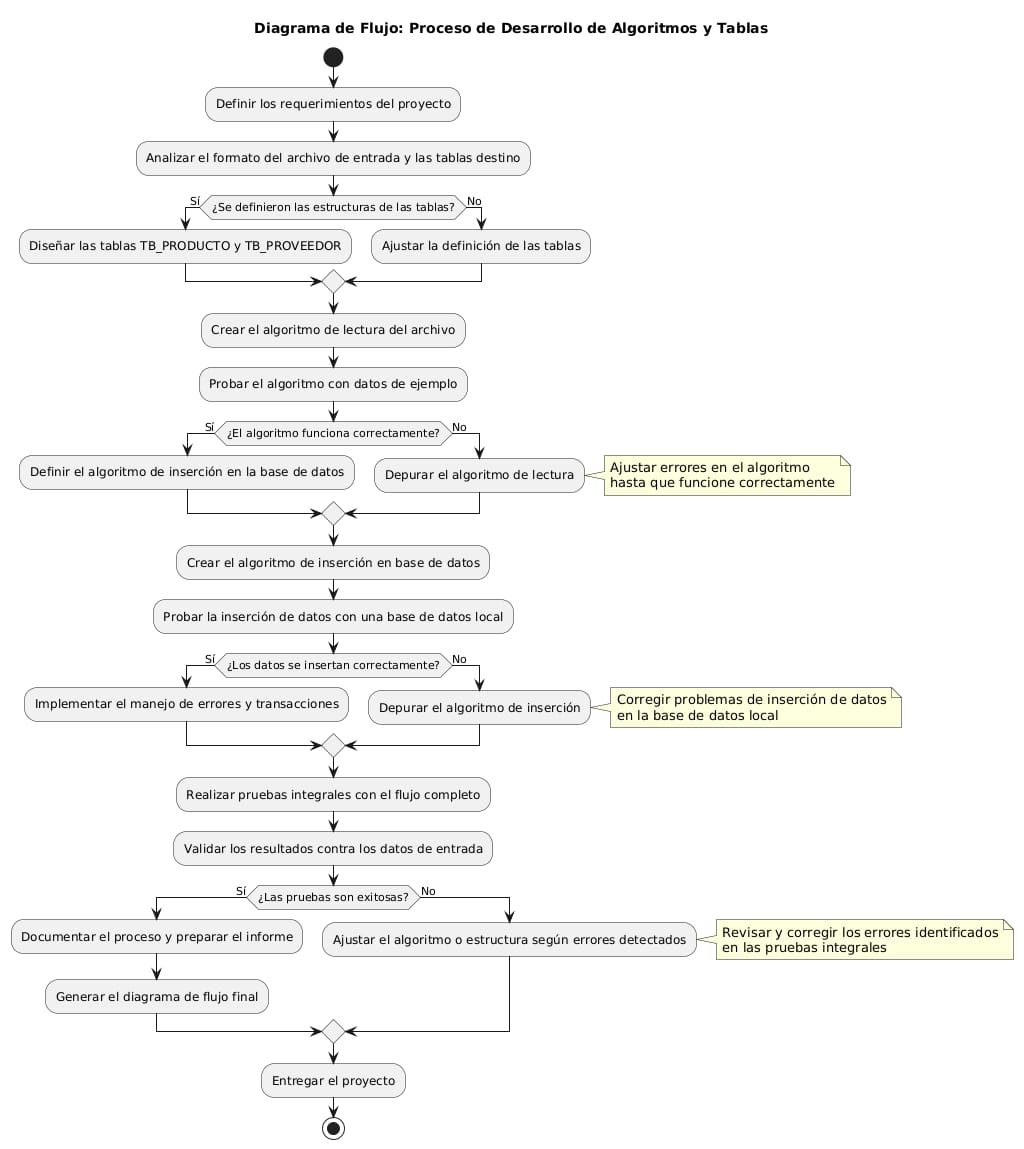 Diagrama de Flujo: Proceso de Desarrollo de Algoritmos y Tablas
Definir los requerimientos del proyecto
Analizar el formato del archivo de entrada y las tablas destino
Sí
¿Se definieron las estructuras de las tablas?
No
Diseñar las tablas TB_PRODUCTO y TB_PROVEEDOR
Ajustar la definición de las tablas
Crear el algoritmo de lectura del archivo
Probar el algoritmo con datos de ejemplo
Sí
¿El algoritmo funciona correctamente?
No
Definir el algoritmo de inserción en la base de datos
Depurar el algoritmo de lectura
Ajustar errores en el algoritmo
hasta que funcione correctamente
Crear el algoritmo de inserción en base de datos
Probar la inserción de datos con una base de datos local
Sí
¿Los datos se insertan correctamente?
No
Implementar el manejo de errores y transacciones
Depurar el algoritmo de inserción
Corregir problemas de inserción de datos
en la base de datos local
Realizar pruebas integrales con el flujo completo
Validar los resultados contra los datos de entrada
Sí
¿Las pruebas son exitosas?
No
Documentar el proceso y preparar el informe
Ajustar el algoritmo o estructura según errores detectados
Revisar y corregir los errores identificados
en las pruebas integrales
Generar el diagrama de flujo final
Entregar el proyecto